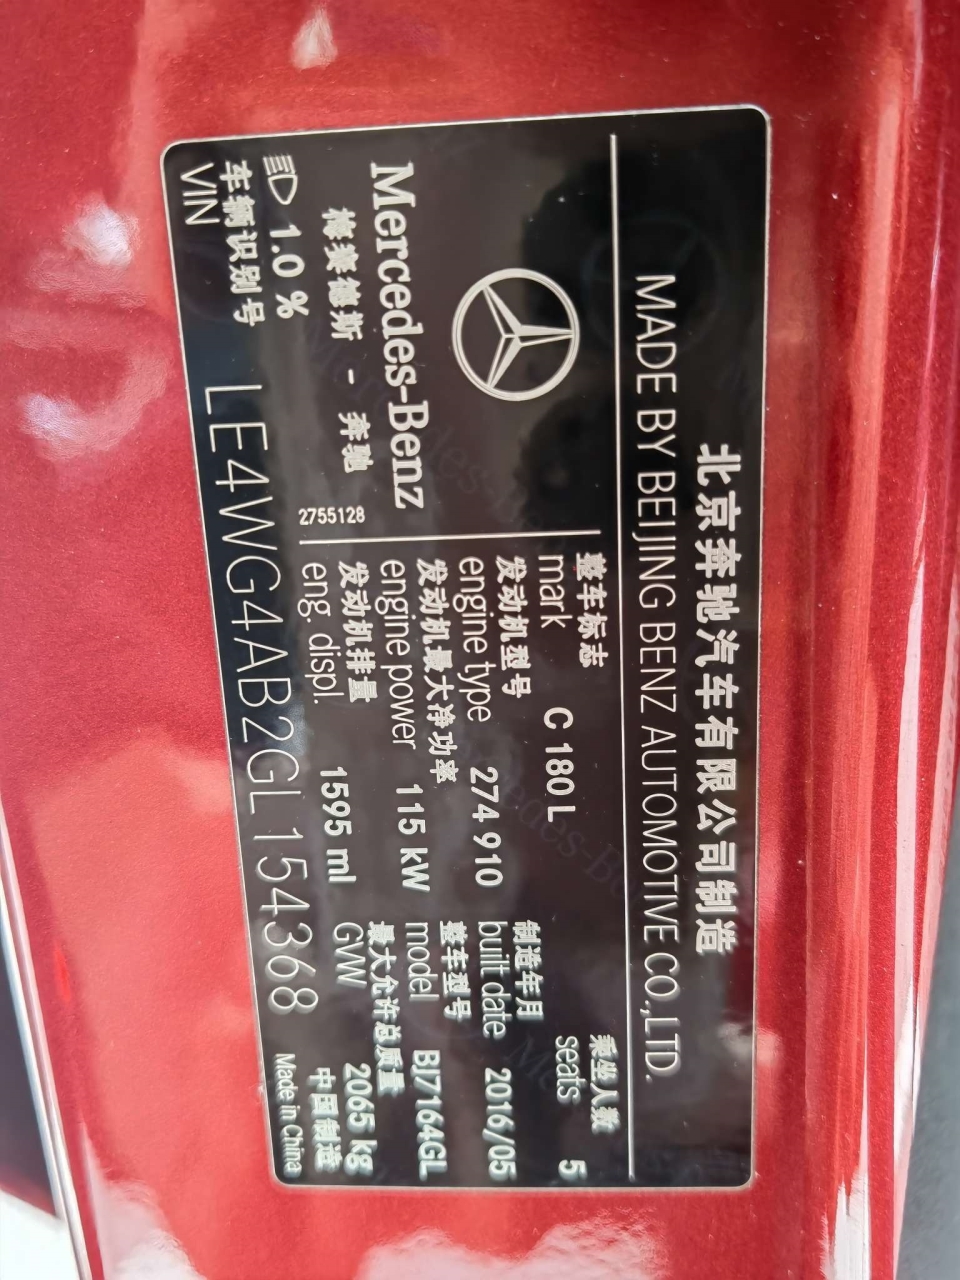 北京奔驰汽车有限公司制造
MADE BY BEIJING BENZ AUTOMOTIVE CO.,LTD.
Mercedes-Benz
梅赛德斯 - 奔驰
2755128
整车标志
mark C 180 L
乘坐人数
seats 5
发动机型号
engine type 274 910
制造年月
built date 2016/05
发动机最大净功率
engine power 115 kW
整车型号
model BJ7164GL
发动机排量
eng. displ. 1595 ml
最大允许总质量
GVW 2065 kg
1.0 %
车辆识别号
VIN LE4WG4AB2GL154368
中国制造
Made in China